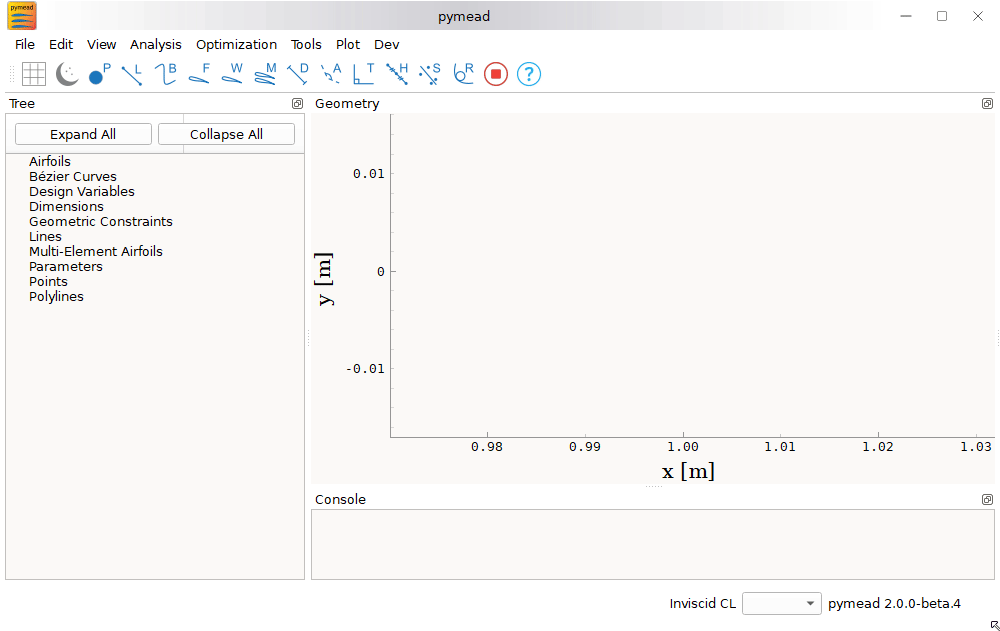 pymead
pymead
File Edit View Analysis Optimization Tools Plot Dev
P L B F W M D A T H S R ?
Tree
Expand All Collapse All
Airfoils
Bézier Curves
Design Variables
Dimensions
Geometric Constraints
Lines
Multi-Element Airfoils
Parameters
Points
Polylines
Geometry
y [m]
0.01
0
-0.01
0.98 0.99 1.00 1.01 1.02 1.03
x [m]
Console
Inviscid CL pymead 2.0.0-beta.4